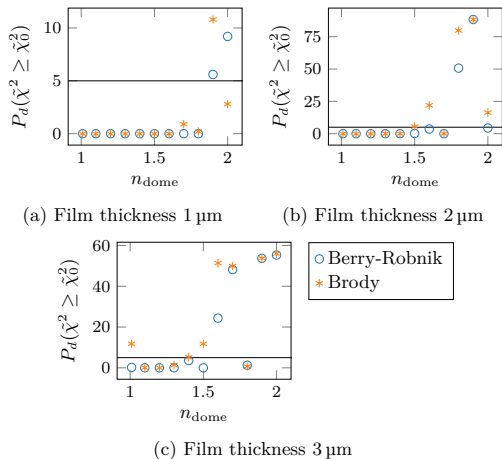 10
5
0
1
1.5
2
P_d(χ̃² ≥ χ̃₀²)
n_dome
(a) Film thickness 1 µm
75
50
25
0
1
1.5
2
P_d(χ̃² ≥ χ̃₀²)
n_dome
(b) Film thickness 2 µm
60
40
20
0
1
1.5
2
P_d(χ̃² ≥ χ̃₀²)
n_dome
Berry-Robnik
Brody
(c) Film thickness 3 µm